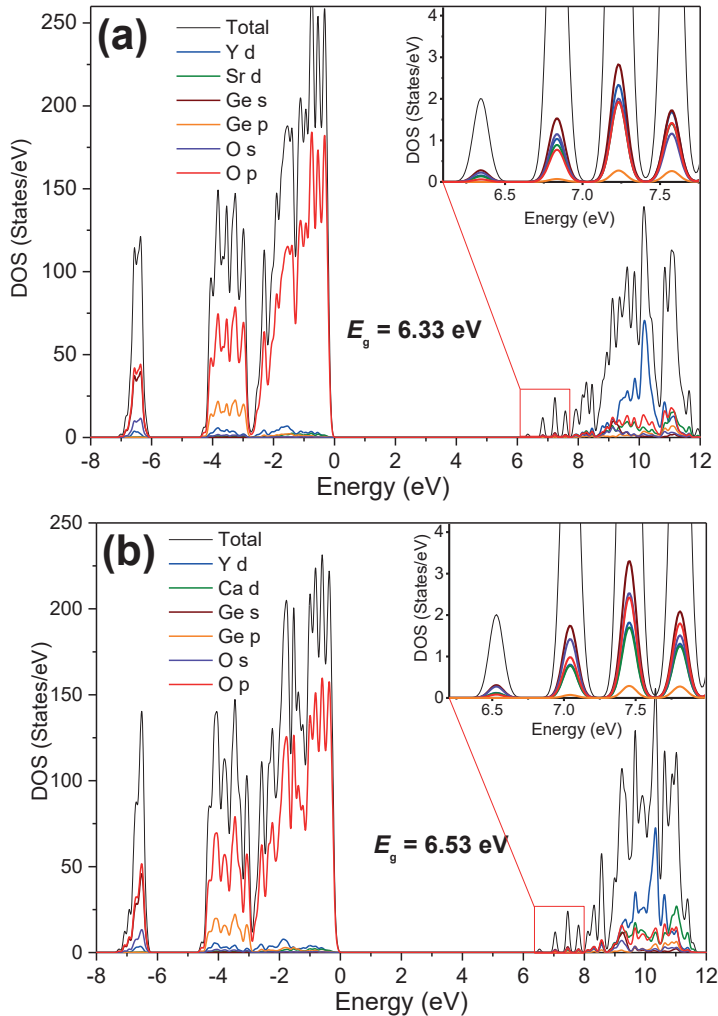 (a)
Total
Y d
Sr d
Ge s
Ge p
O s
O p
DOS (States/eV)
250
200
150
100
50
0
-8 -6 -4 -2 0 2 4 6 8 10 12
Energy (eV)
E_g = 6.33 eV
DOS (States/eV)
4
3
2
1
0
6.5 7.0 7.5
Energy (eV)
(b)
Total
Y d
Ca d
Ge s
Ge p
O s
O p
DOS (States/eV)
250
200
150
100
50
0
-8 -6 -4 -2 0 2 4 6 8 10 12
Energy (eV)
E_g = 6.53 eV
DOS (States/eV)
4
3
2
1
0
6.5 7.0 7.5
Energy (eV)